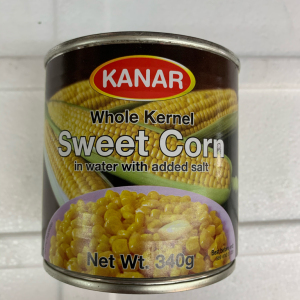 KANAR
Whole Kernel
Sweet Corn
in water with added salt
Net Wt. 340g